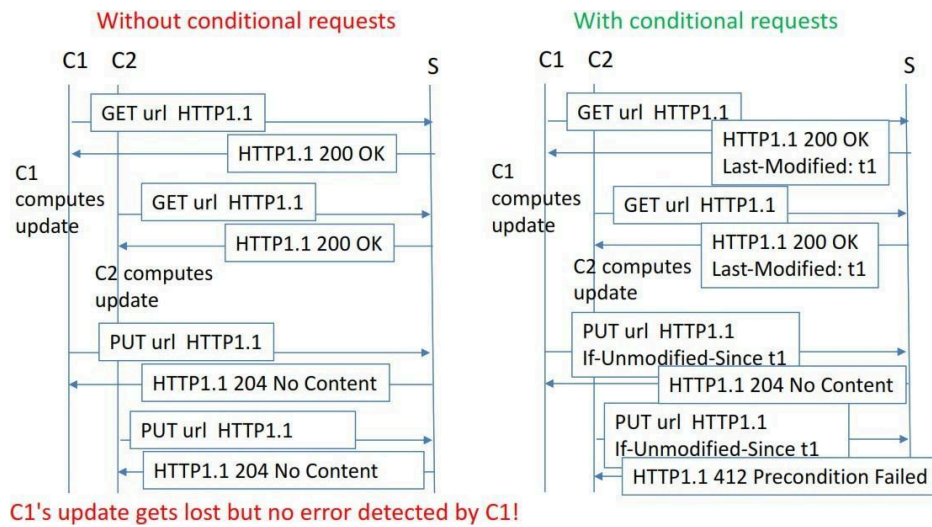 Without conditional requests
C1
C2
S
GET url HTTP1.1
HTTP1.1 200 OK
C1
computes
update
GET url HTTP1.1
HTTP1.1 200 OK
C2 computes
update
PUT url HTTP1.1
HTTP1.1 204 No Content
PUT url HTTP1.1
HTTP1.1 204 No Content
C1's update gets lost but no error detected by C1!
With conditional requests
C1
C2
S
GET url HTTP1.1
HTTP1.1 200 OK
Last-Modified: t1
C1
computes
update
GET url HTTP1.1
HTTP1.1 200 OK
Last-Modified: t1
C2 computes
update
PUT url HTTP1.1
If-Unmodified-Since t1
HTTP1.1 204 No Content
PUT url HTTP1.1
If-Unmodified-Since t1
HTTP1.1 412 Precondition Failed